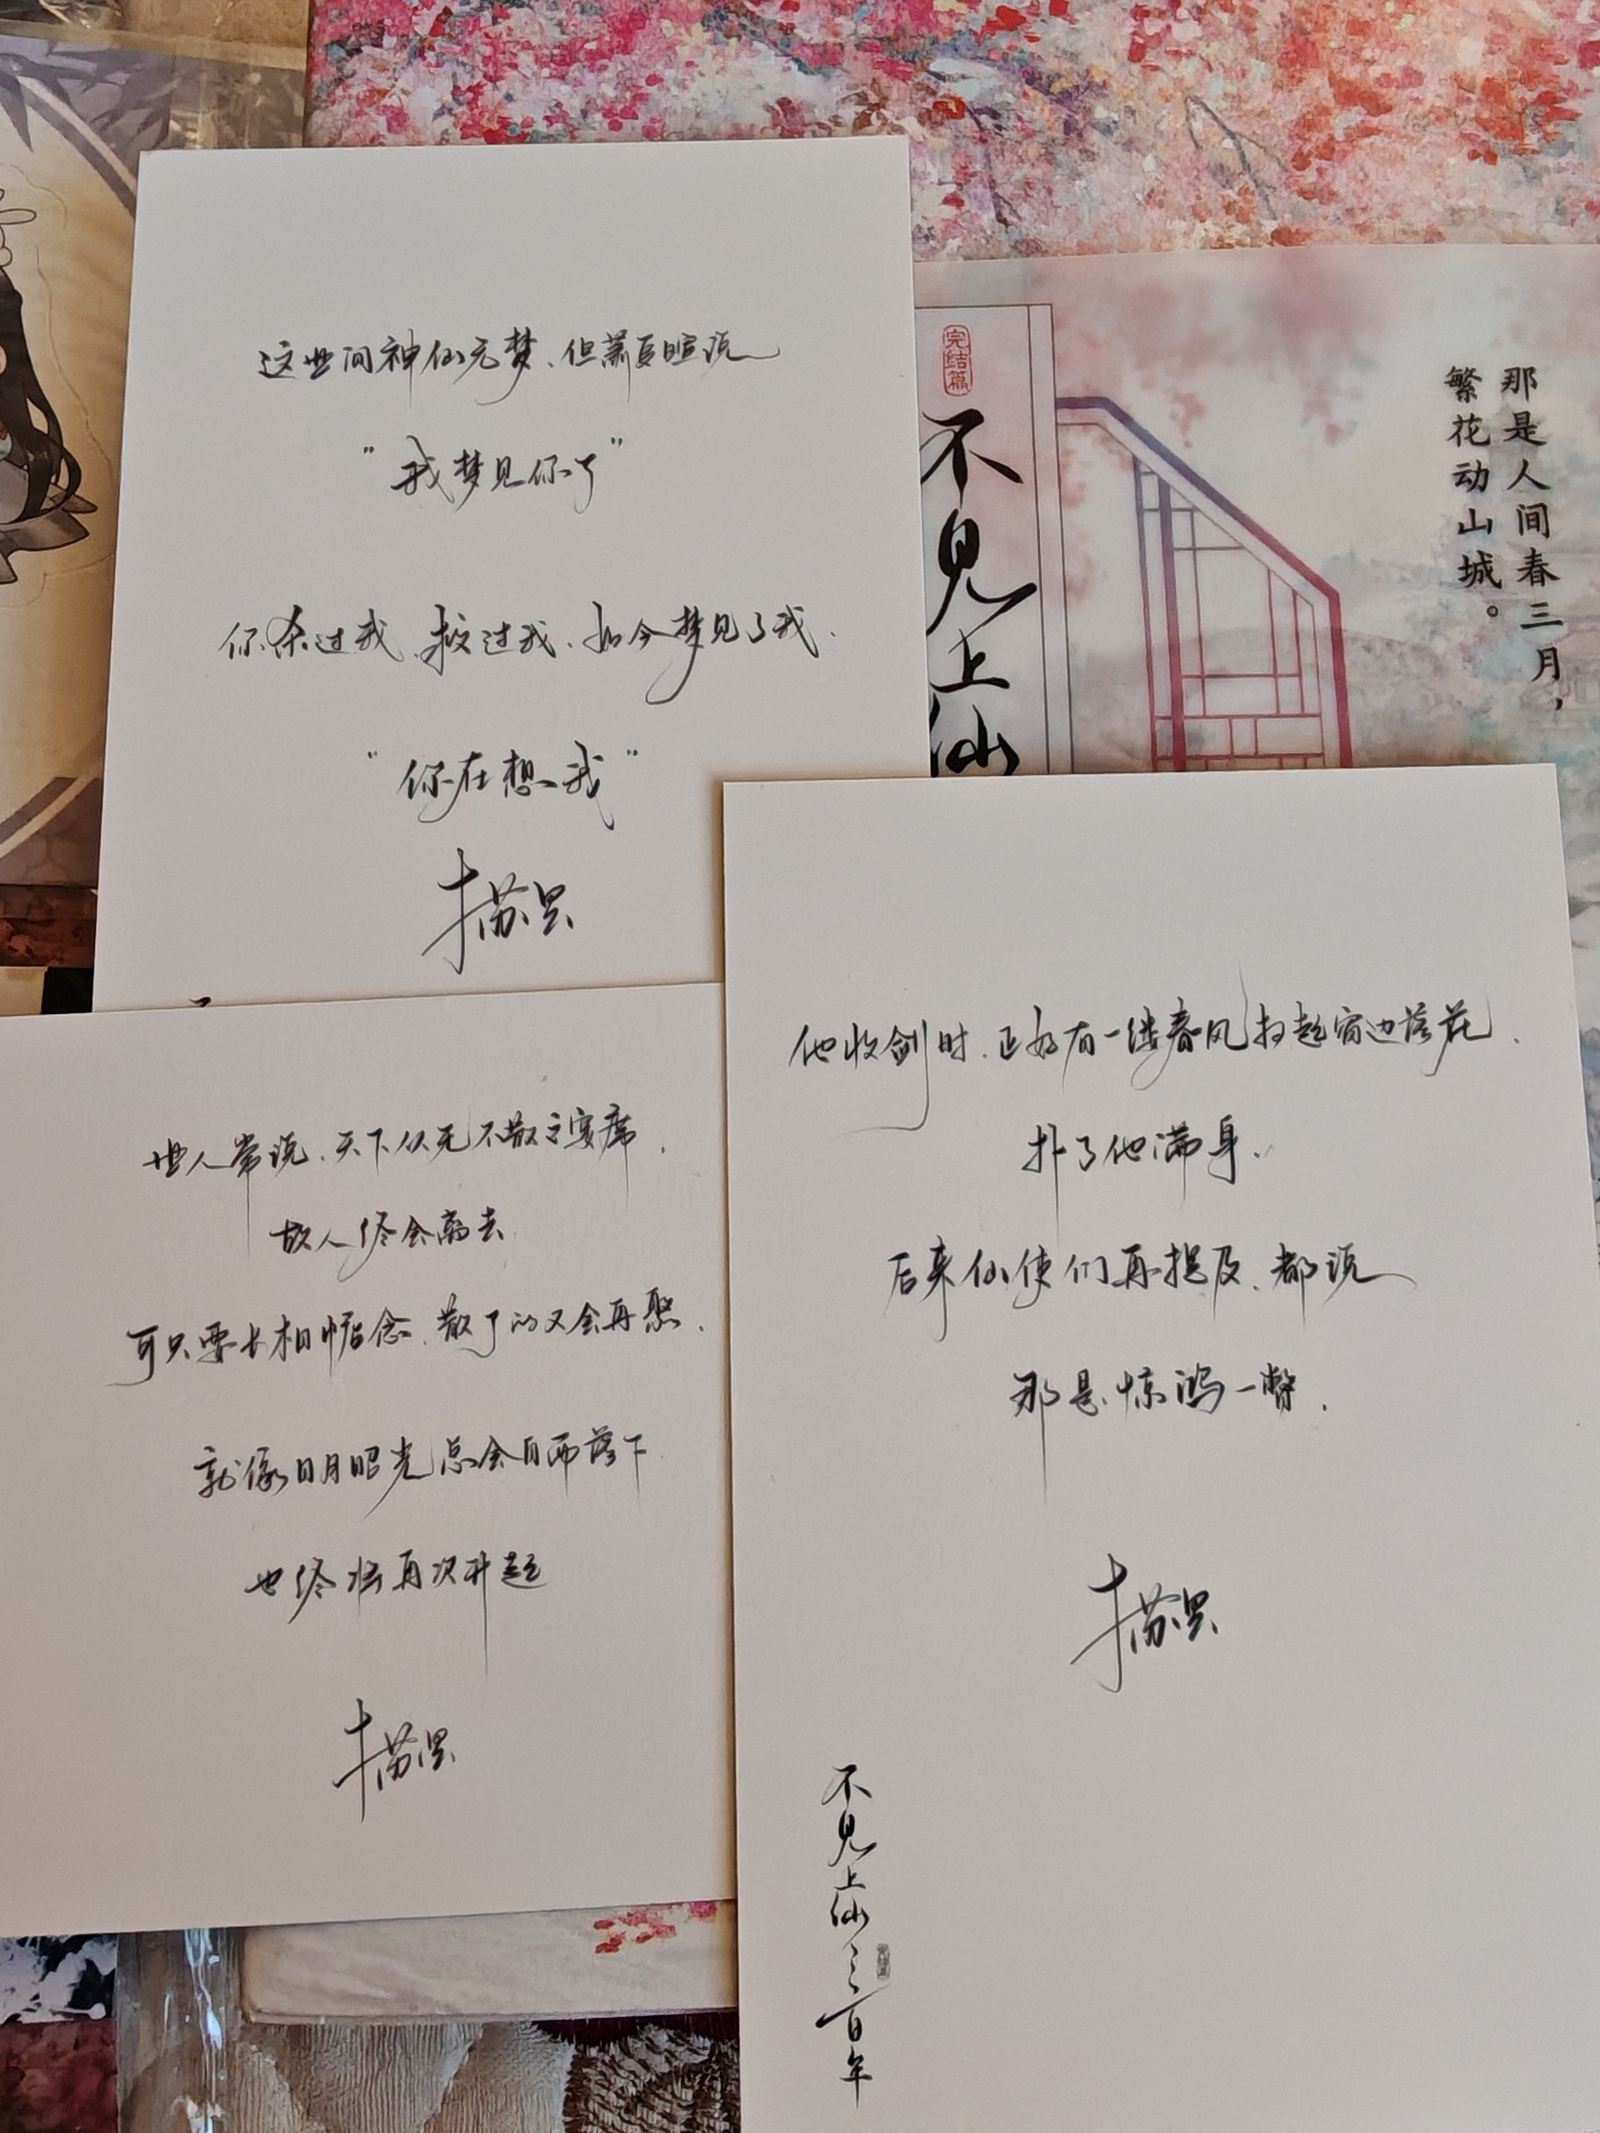 这世间神仙无梦、但萧复暄说
“我梦见你了”
你杀过我、救过我、如今梦见了我.
“你在想我”
木苏里
完结篇
不见上仙
那是人间春三月，
繁花动山城。
世人常说、天下从无不散之宴席.
故人终会离去
可只要长相惦念、散了的又会再聚.
就像日月昭光总会自西落下
也终将再次升起
木苏里
他收剑时、正好有一缕春风扫起窗边落花.
扑了他满身.
后来仙使们再提及、都说
那是惊鸿一瞥.
木苏里
不见上仙三百年